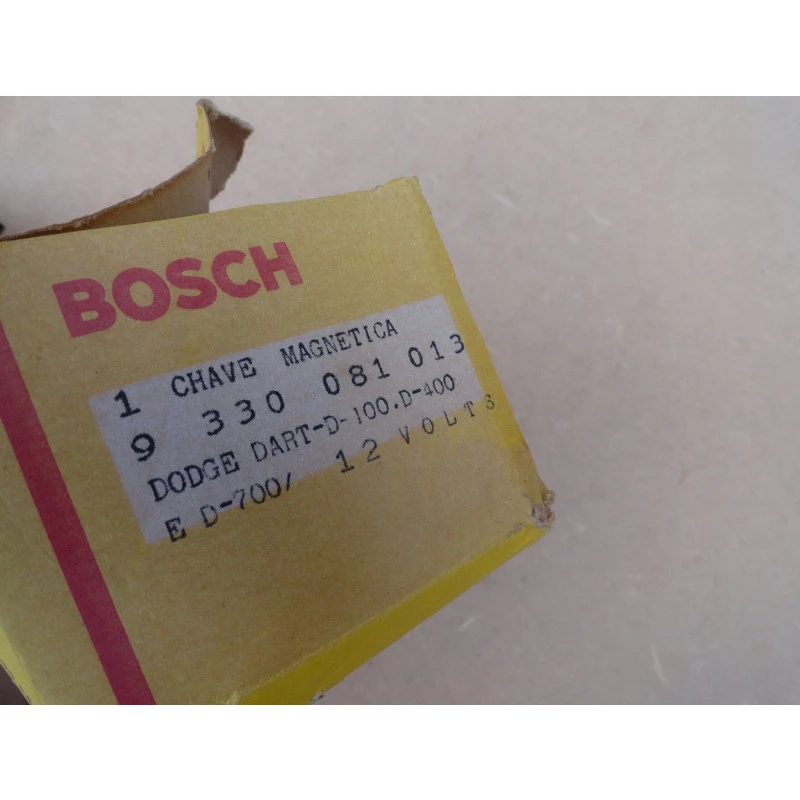 BOSCH
1 CHAVE MAGNETICA
9 330 081 013
DODGE DART-D-100.D-400
E D-700/ 12 VOLTS